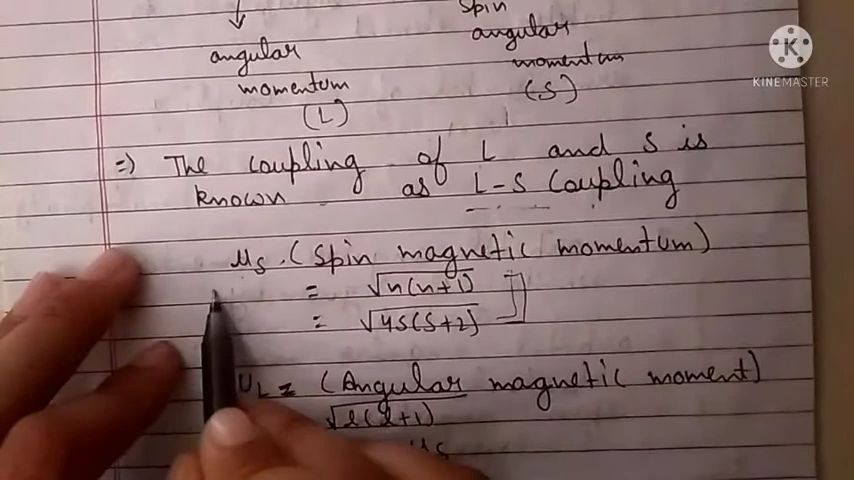 spin
angular
angular
momentum
momentum
(L)
(S)
K
KINEMASTER
=) The coupling of L and S is
known as L-S Coupling
μs. (Spin magnetic momentum)
= √n(n+1)
= √4S(S+2)
μL = (Angular magnetic moment)
√l(l+1)
μs